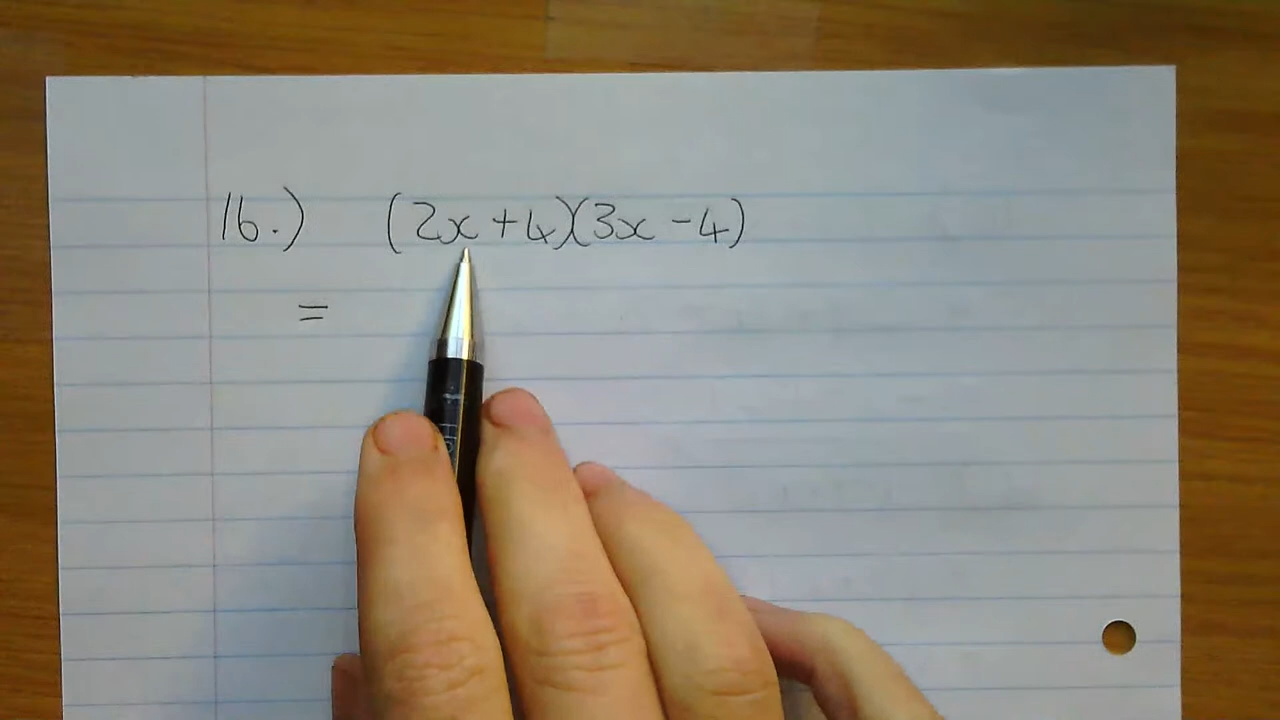 16.) (2x+4)(3x-4)
=